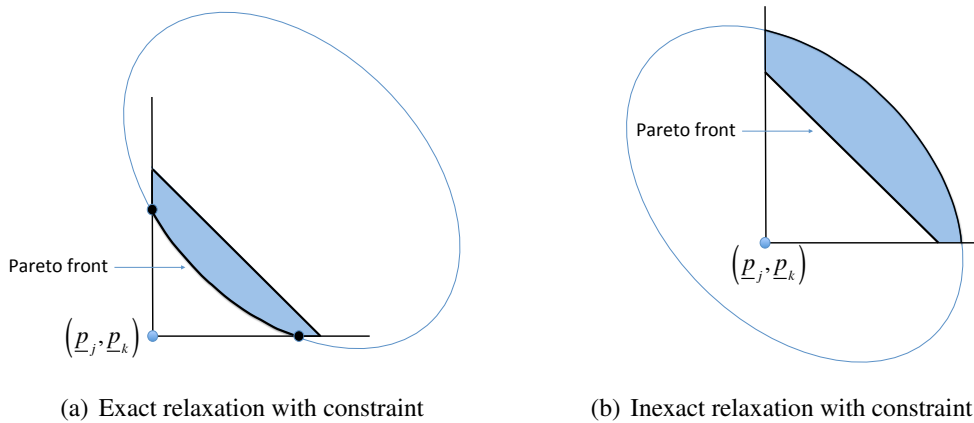 Pareto front
(p_j, p_k)
(a) Exact relaxation with constraint
Pareto front
(p_j, p_k)
(b) Inexact relaxation with constraint